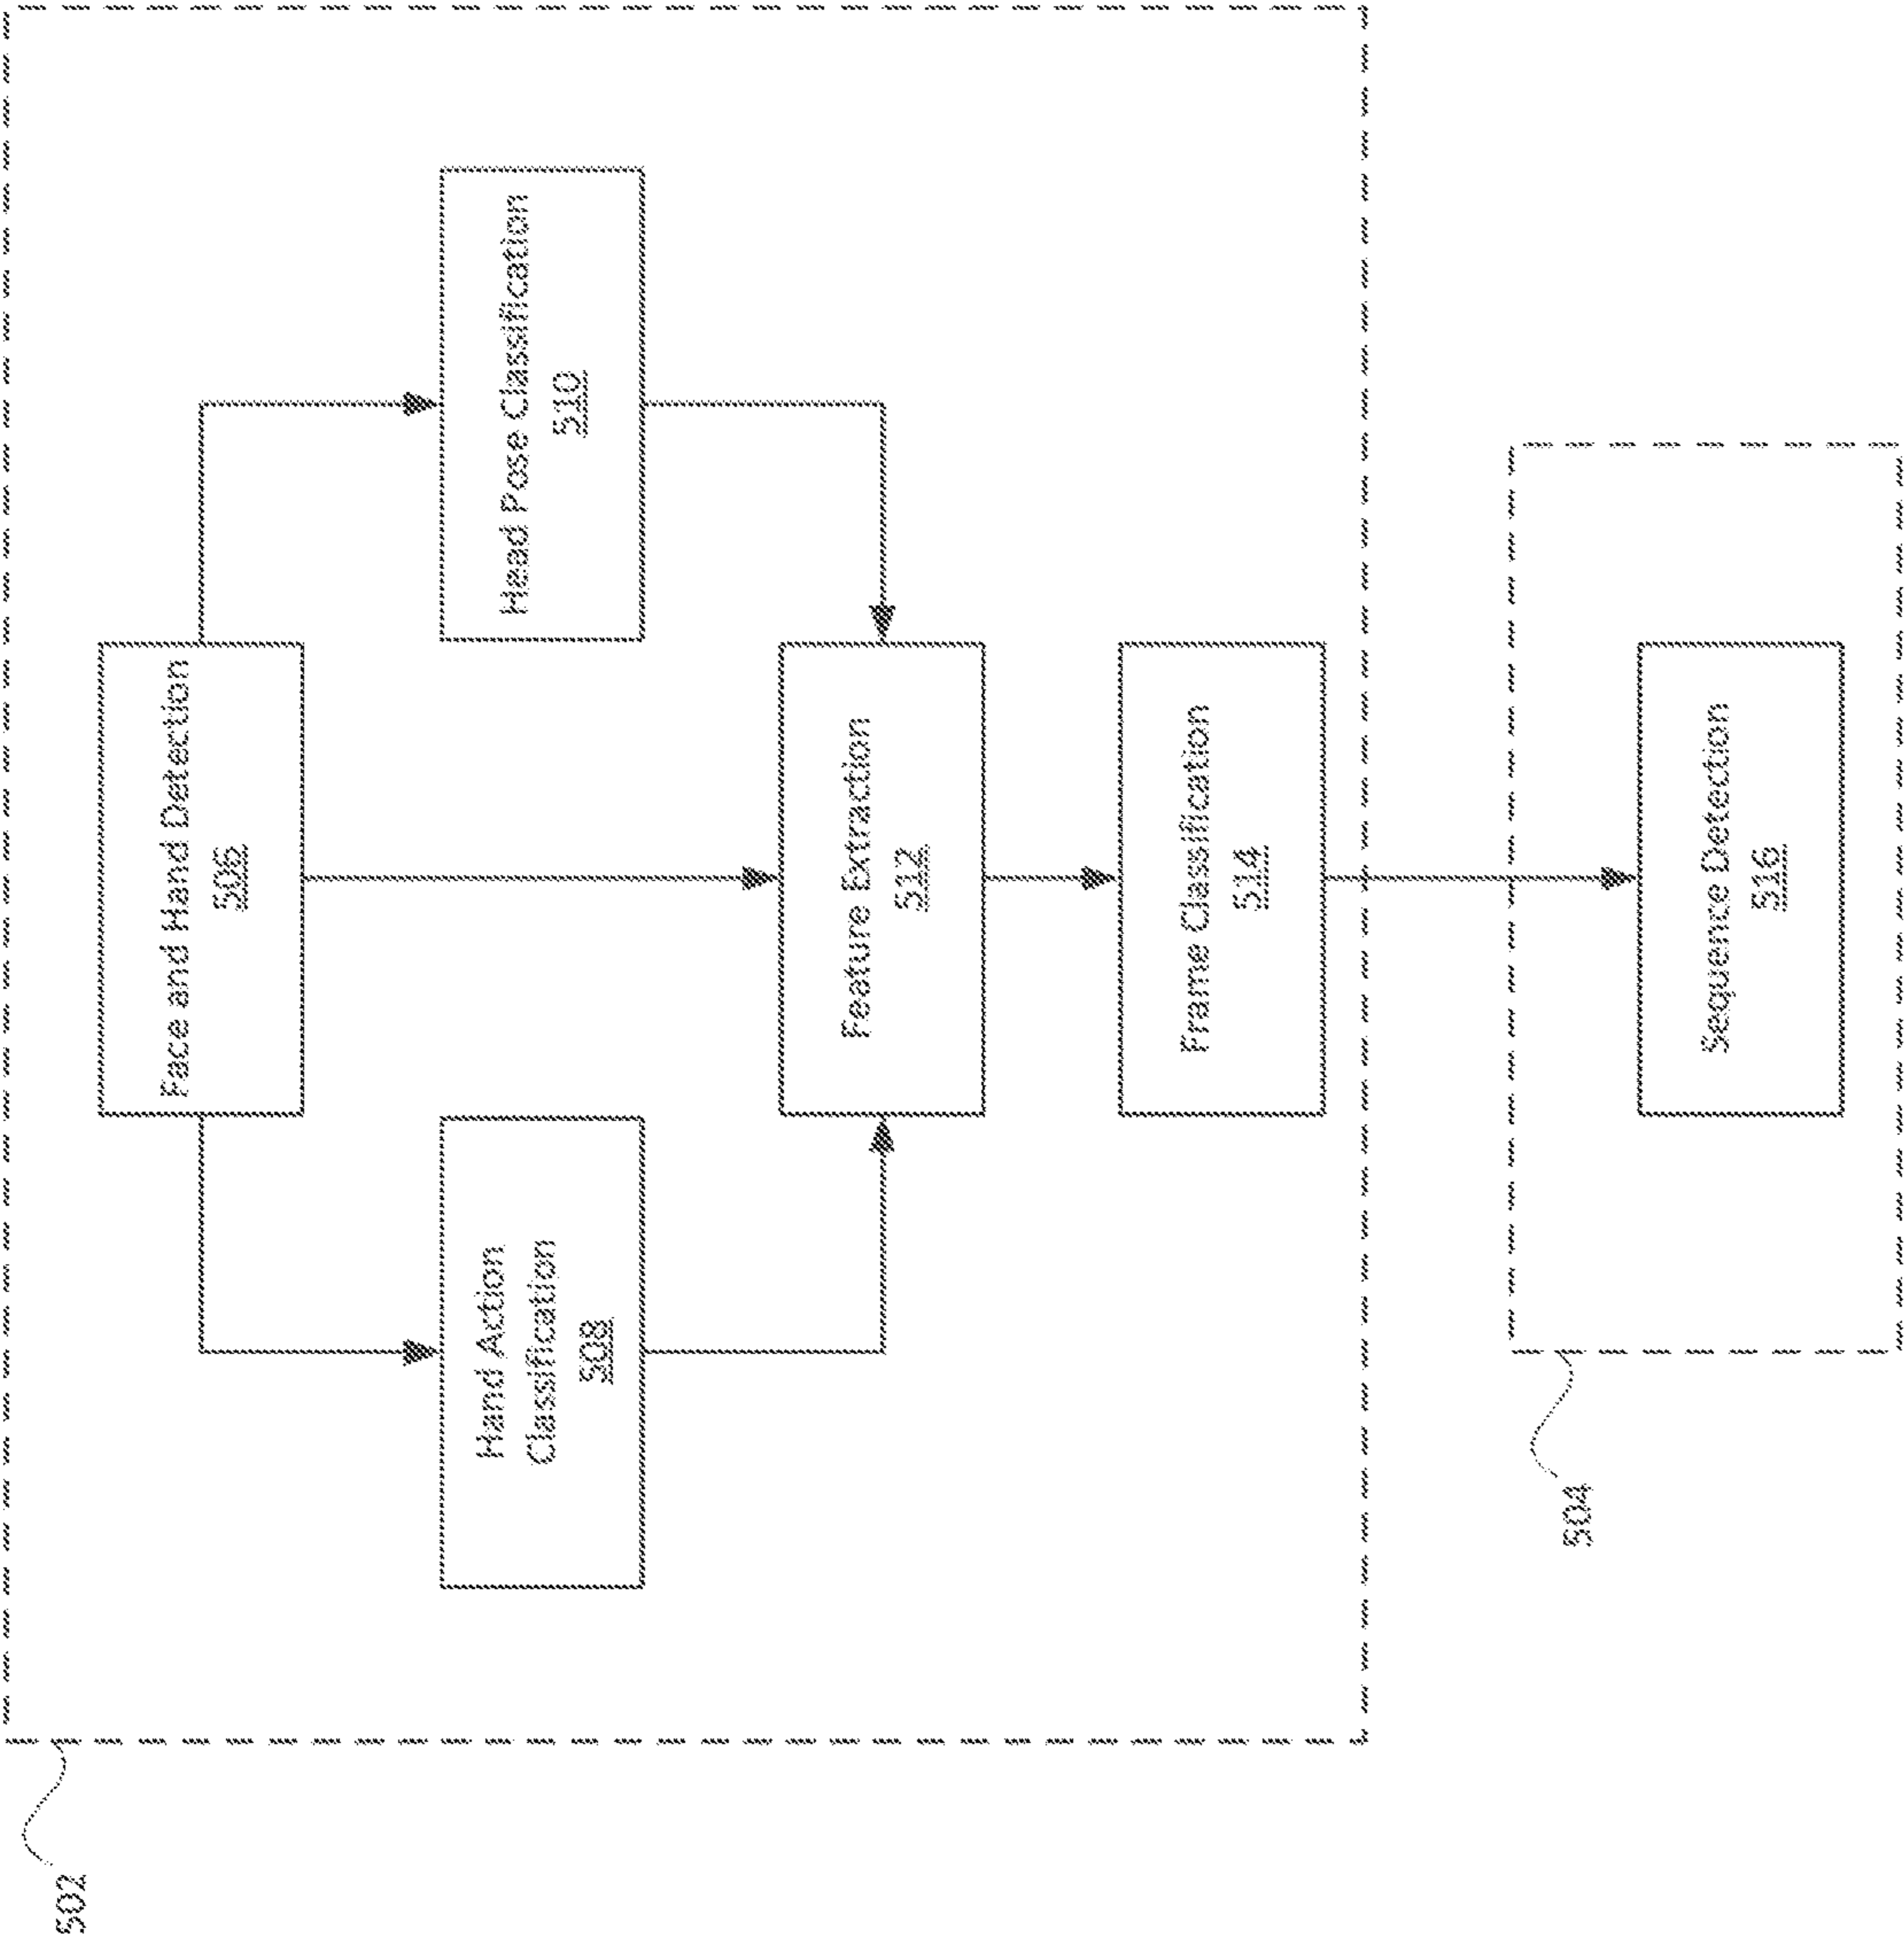 502
Face and Hand Detection
506
Hand Action
Classification
508
Head Pose Classification
510
Feature Extraction
512
Frame Classification
514
504
Sequence Detection
516